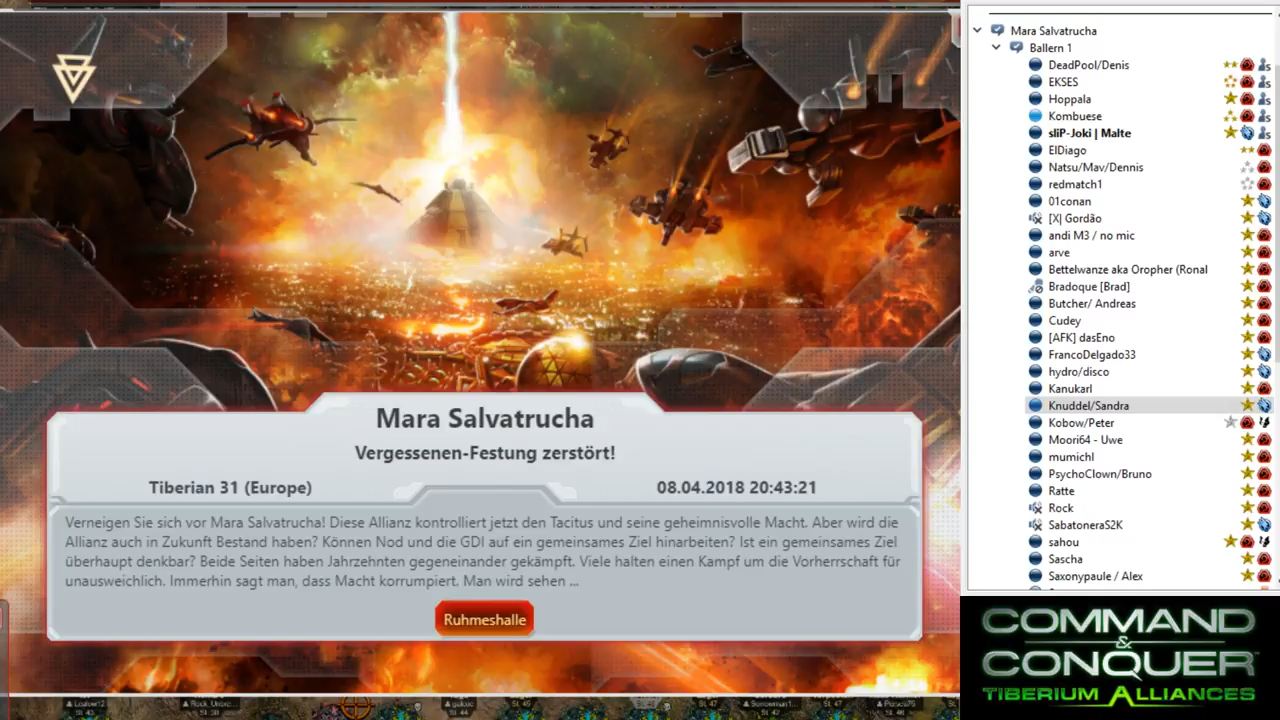 Mara Salvatrucha
Vergessenen-Festung zerstört!
Tiberian 31 (Europe)
08.04.2018 20:43:21
Verneigen Sie sich vor Mara Salvatrucha! Diese Allianz kontrolliert jetzt den Tacitus und seine geheimnisvolle Macht. Aber wird die
Allianz auch in Zukunft Bestand haben? Können Nod und die GDI auf ein gemeinsames Ziel hinarbeiten? Ist ein gemeinsames Ziel
überhaupt denkbar? Beide Seiten haben Jahrzehnten gegeneinander gekämpft. Viele halten einen Kampf um die Vorherrschaft für
unausweichlich. Immerhin sagt man, dass Macht korrumpiert. Man wird sehen ...
Ruhmeshalle
Mara Salvatrucha
Ballern 1
DeadPool/Denis
EKSES
Hoppala
Kombuese
sliP-Joki | Malte
ElDiago
Natsu/Mav/Dennis
redmatch1
01conan
[X| Gordão
andi M3 / no mic
arve
Bettelwanze aka Oropher (Ronal
Bradoque [Brad]
Butcher/ Andreas
Cudey
[AFK] dasEno
FrancoDelgado33
hydro/disco
Kanukarl
Knuddel/Sandra
Kobow/Peter
Moori64 - Uwe
mumichl
PsychoClown/Bruno
Ratte
Rock
SabatoneraS2K
sahou
Sascha
Saxonypaule / Alex
COMMAND
&
CONQUER
TIBERIUM ALLIANCES